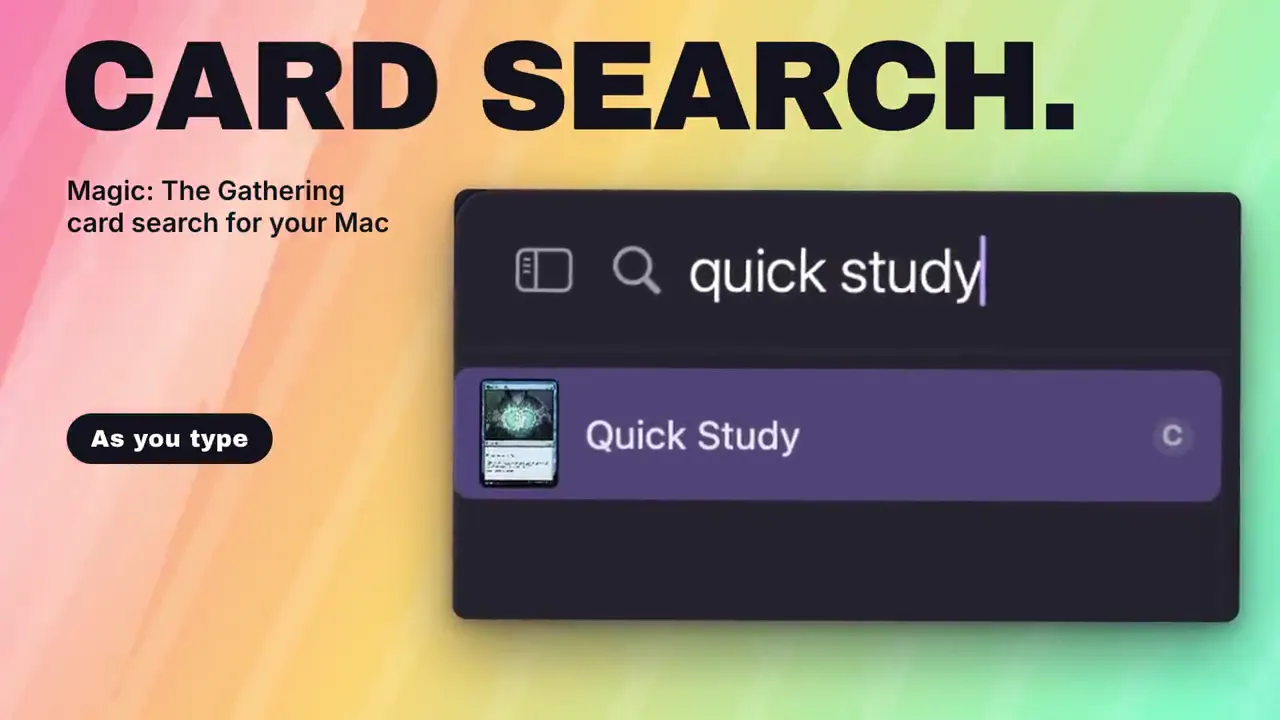 CARD SEARCH.
Magic: The Gathering
card search for your Mac
As you type
quick study
Quick Study
C